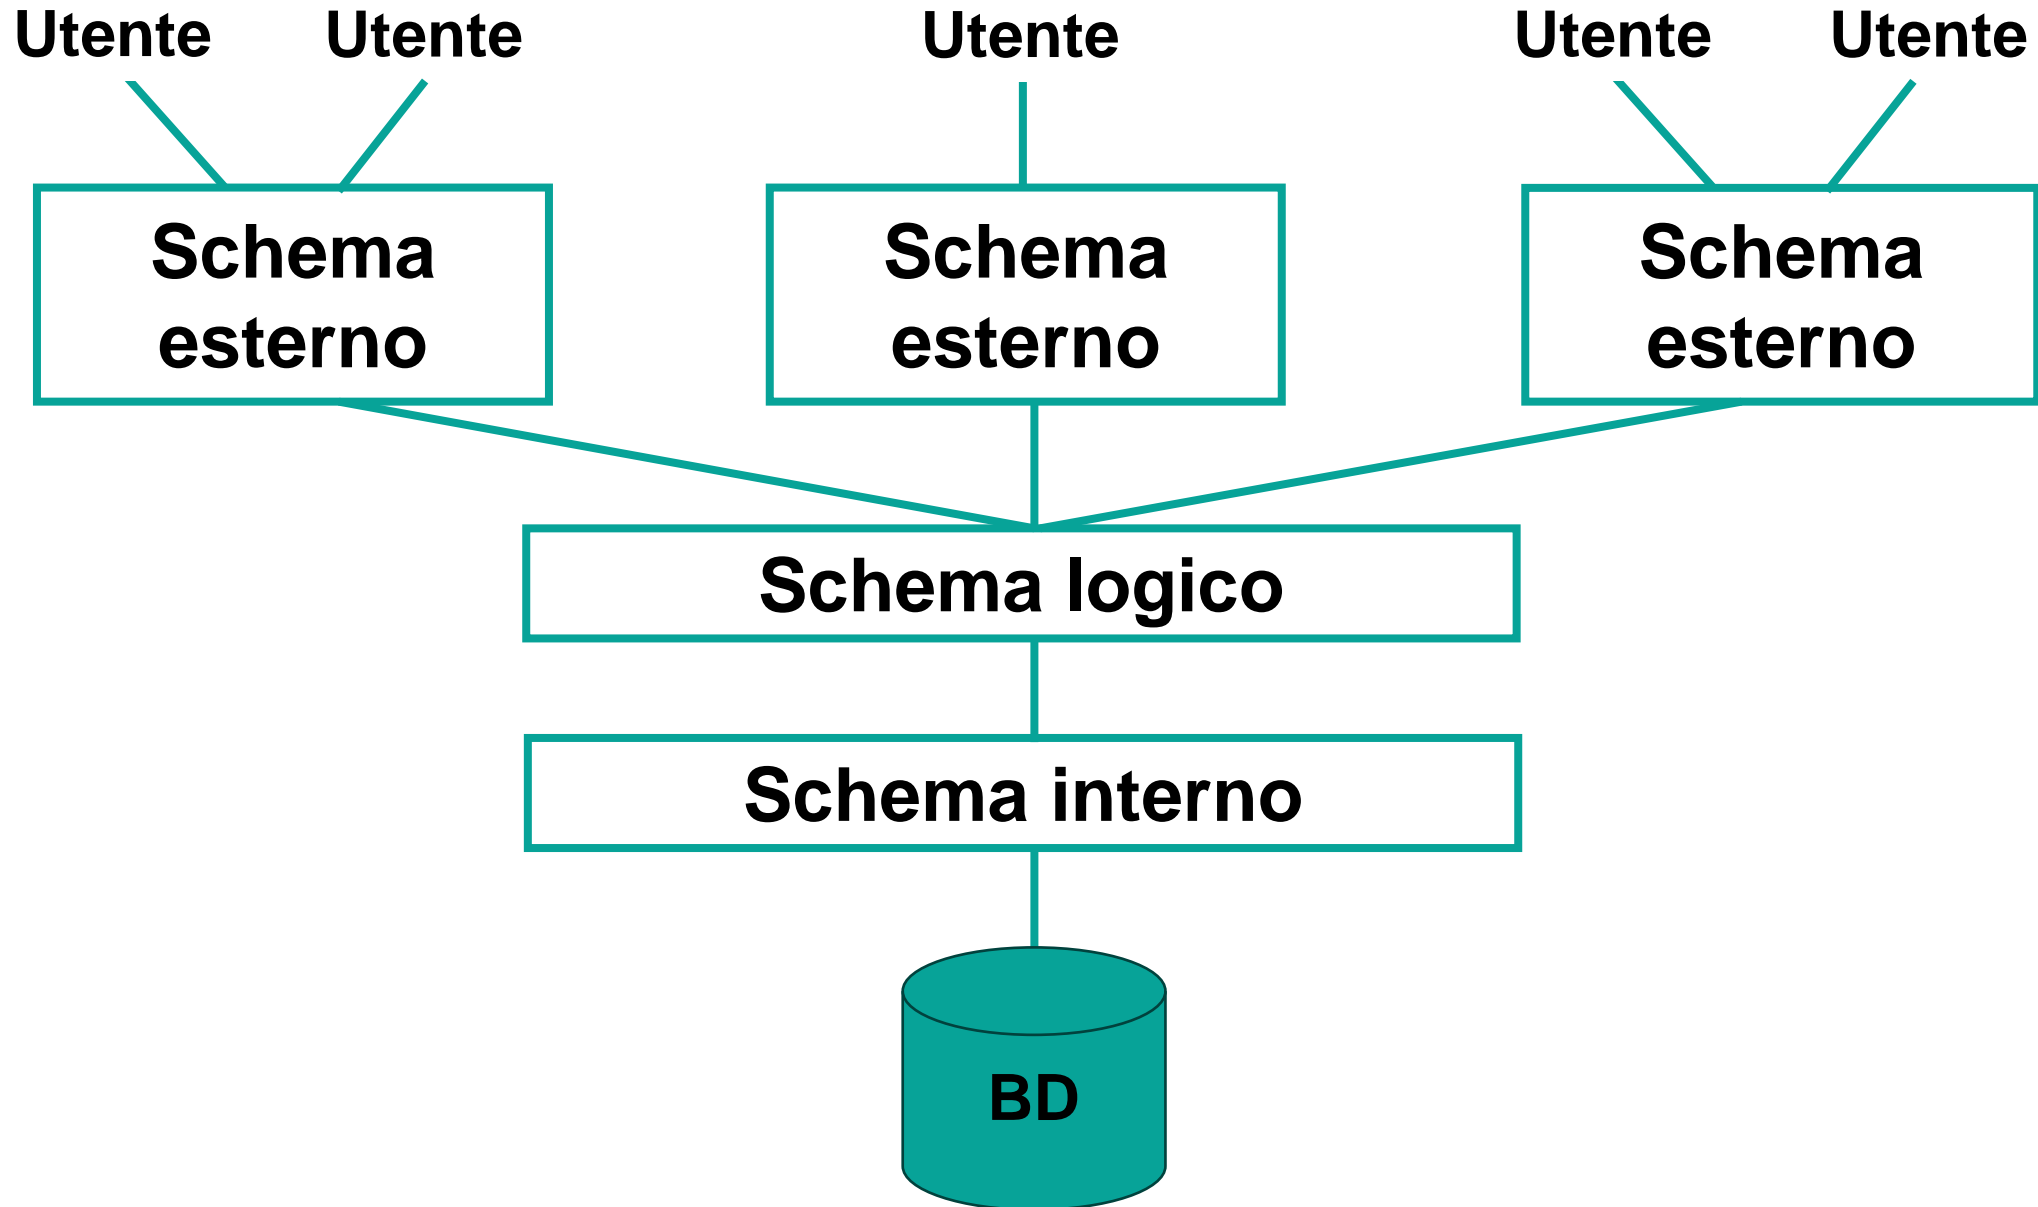 Utente Utente Utente Utente Utente
Schema Schema Schema
esterno esterno esterno
Schema logico
Schema interno
BD